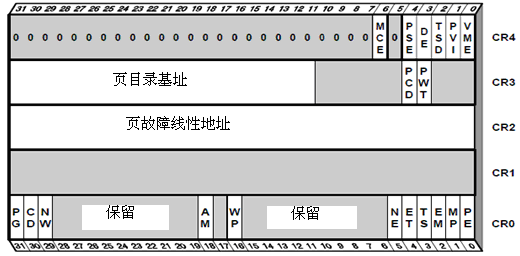 31 30 29 28 27 26 25 24 23 22 21 20 19 18 17 16 15 14 13 12 11 10 9 8 7 6 5 4 3 2 1 0
0 0 0 0 0 0 0 0 0 0 0 0 0 0 0 0 0 0 0 0 0 0 0 0 0 MCE 0 PSE DE TSD PVI VME CR4
页目录基址 PCD PWT CR3
页故障线性地址 CR2
CR1
PG CD NW 保留 AM WP 保留 NE ET TS EM MP PE CR0
31 30 29 28 27 26 25 24 23 22 21 20 19 18 17 16 15 14 13 12 11 10 9 8 7 6 5 4 3 2 1 0